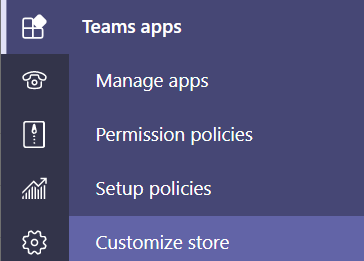 Teams apps
Manage apps
Permission policies
Setup policies
Customize store